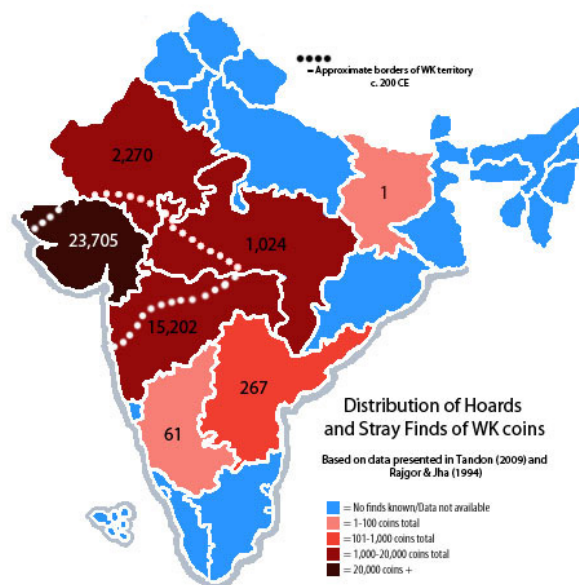 – Approximate borders of WK territory
c. 200 CE
2,270
1
23,705
1,024
15,202
267
61
Distribution of Hoards
and Stray Finds of WK coins
Based on data presented in Tandon (2009) and
Rajgor & Jha (1994)
= No finds known/Data not available
= 1-100 coins total
= 101-1,000 coins total
= 1,000-20,000 coins total
= 20,000 coins +